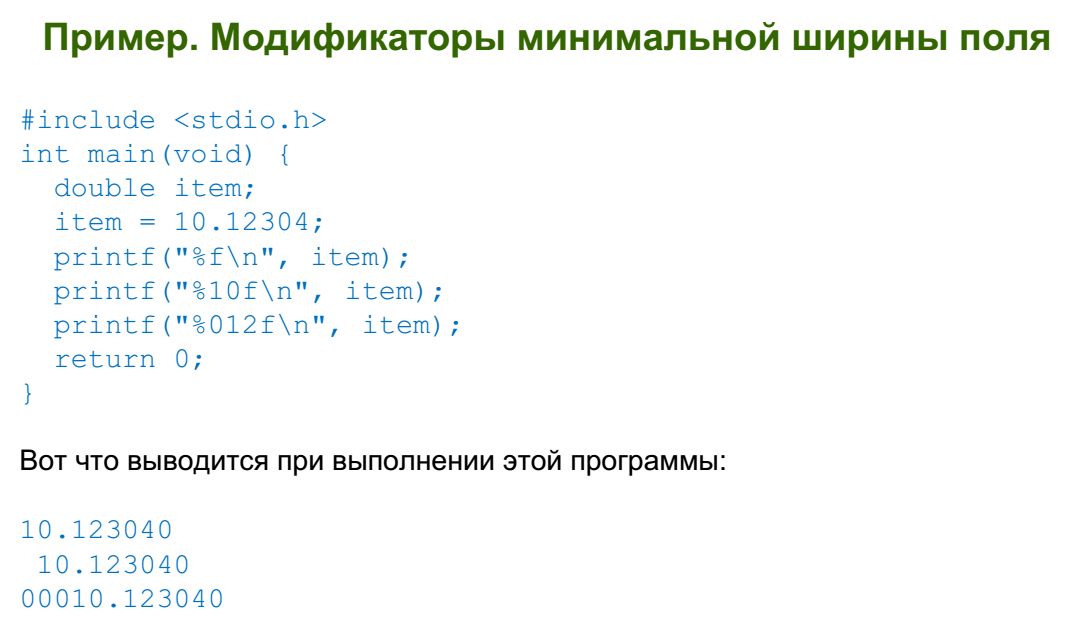 Пример. Модификаторы минимальной ширины поля
#include <stdio.h>
int main(void) {
  double item;
  item = 10.12304;
  printf("%f\n", item);
  printf("%10f\n", item);
  printf("%012f\n", item);
  return 0;
}
Вот что выводится при выполнении этой программы:
10.123040
 10.123040
00010.123040